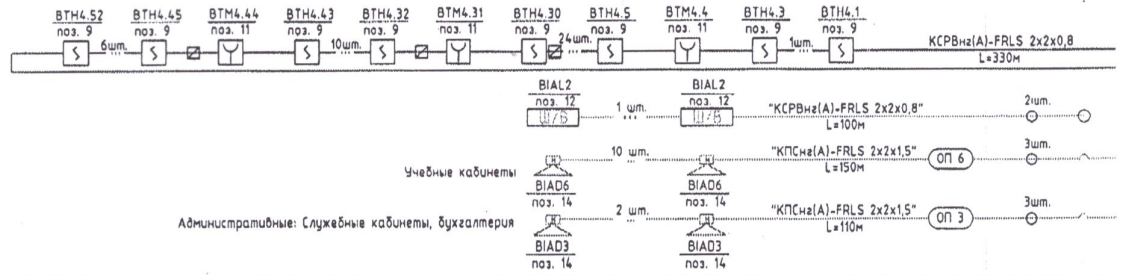 BTH4.52 BTH4.45 BTM4.44 BTH4.43 BTH4.32 BTM4.31 BTH4.30 BTH4.5 BTM4.4 BTH4.3 BTH4.1
поз. 9 поз. 9 поз. 11 поз. 9 поз. 9 поз. 11 поз. 9 поз. 9 поз. 11 поз. 9 поз. 9
6шт. 10шт. 24шт. 1шт. КСРВнг(А)-FRLS 2х2х0,8
L=330м
BIAL2 BIAL2
поз. 12 1 шт. поз. 12 "КСРВнг(А)-FRLS 2х2х0,8" 2шт.
Ш/В Ш/В L=100м
10 шт. "КПСнг(А)-FRLS 2х2х1,5" ОП 6 3шт.
Учебные кабинеты L=150м
BIAD6 BIAD6
поз. 14 поз. 14
2 шт. "КПСнг(А)-FRLS 2х2х1,5" ОП 3 3шт.
Административные: Служебные кабинеты, бухгалтерия L=110м
BIAD3 BIAD3
поз. 14 поз. 14